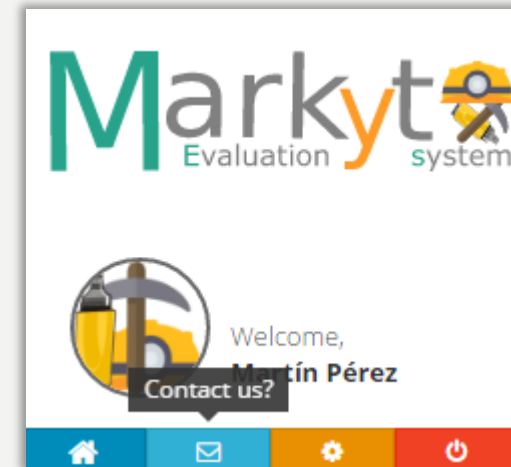 Markyt
Evaluation system
Welcome,
Martín Pérez
Contact us?